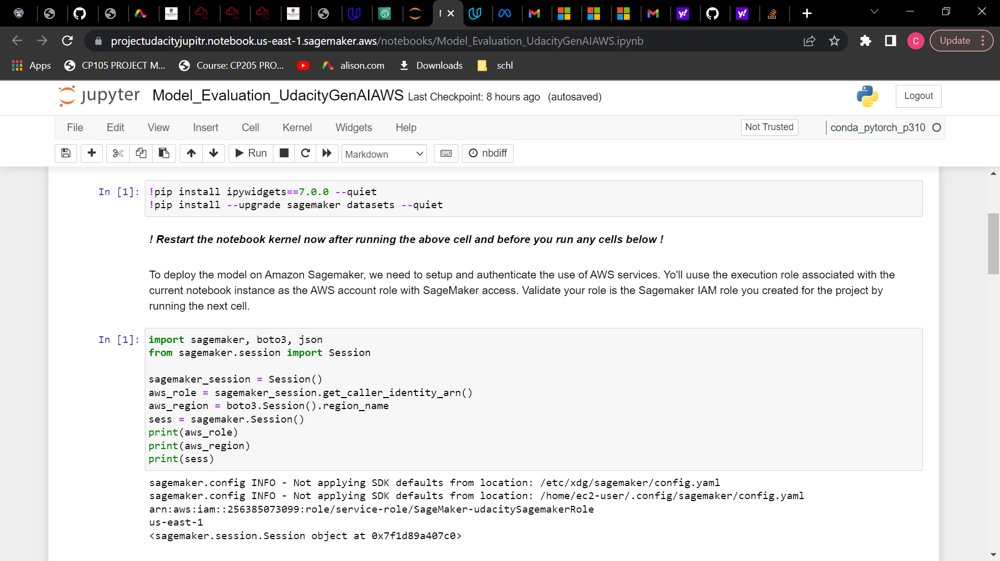 projectudacityjupitr.notebook.us-east-1.sagemaker.aws/notebooks/Model_Evaluation_UdacityGenAIAWS.ipynb
C
Update
Apps
CP105 PROJECT M...
Course: CP205 PRO...
alison.com
Downloads
schl
jupyter Model_Evaluation_UdacityGenAIAWS Last Checkpoint: 8 hours ago (autosaved)
Logout
File Edit View Insert Cell Kernel Widgets Help
Not Trusted
conda_pytorch_p310
Run
Markdown
nbdiff
In [1]: !pip install ipywidgets==7.0.0 --quiet
!pip install --upgrade sagemaker datasets --quiet
! Restart the notebook kernel now after running the above cell and before you run any cells below !
To deploy the model on Amazon Sagemaker, we need to setup and authenticate the use of AWS services. Yo'll uuse the execution role associated with the
current notebook instance as the AWS account role with SageMaker access. Validate your role is the Sagemaker IAM role you created for the project by
running the next cell.
In [1]: import sagemaker, boto3, json
from sagemaker.session import Session
sagemaker_session = Session()
aws_role = sagemaker_session.get_caller_identity_arn()
aws_region = boto3.Session().region_name
sess = sagemaker.Session()
print(aws_role)
print(aws_region)
print(sess)
sagemaker.config INFO - Not applying SDK defaults from location: /etc/xdg/sagemaker/config.yaml
sagemaker.config INFO - Not applying SDK defaults from location: /home/ec2-user/.config/sagemaker/config.yaml
arn:aws:iam::256385073099:role/service-role/SageMaker-udacitySagemakerRole
us-east-1
<sagemaker.session.Session object at 0x7f1d89a407c0>